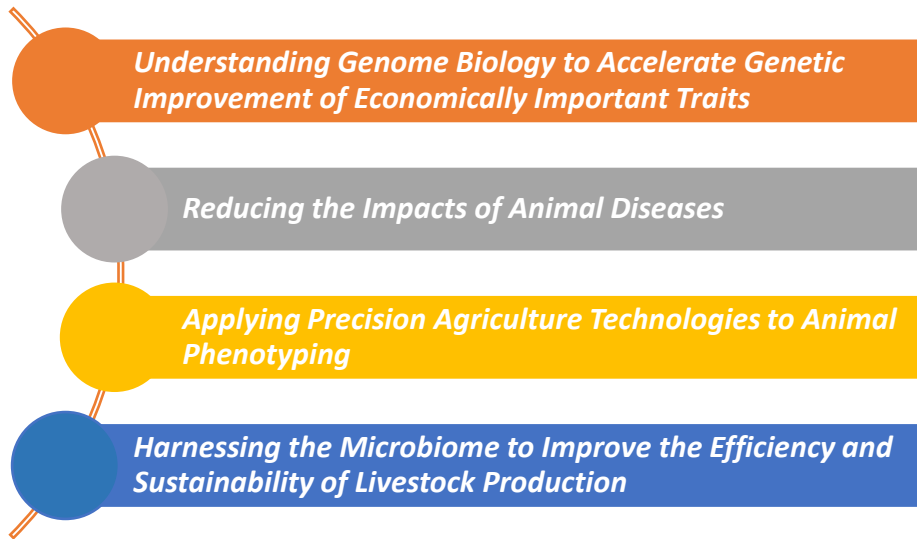 Understanding Genome Biology to Accelerate Genetic
Improvement of Economically Important Traits
Reducing the Impacts of Animal Diseases
Applying Precision Agriculture Technologies to Animal
Phenotyping
Harnessing the Microbiome to Improve the Efficiency and
Sustainability of Livestock Production